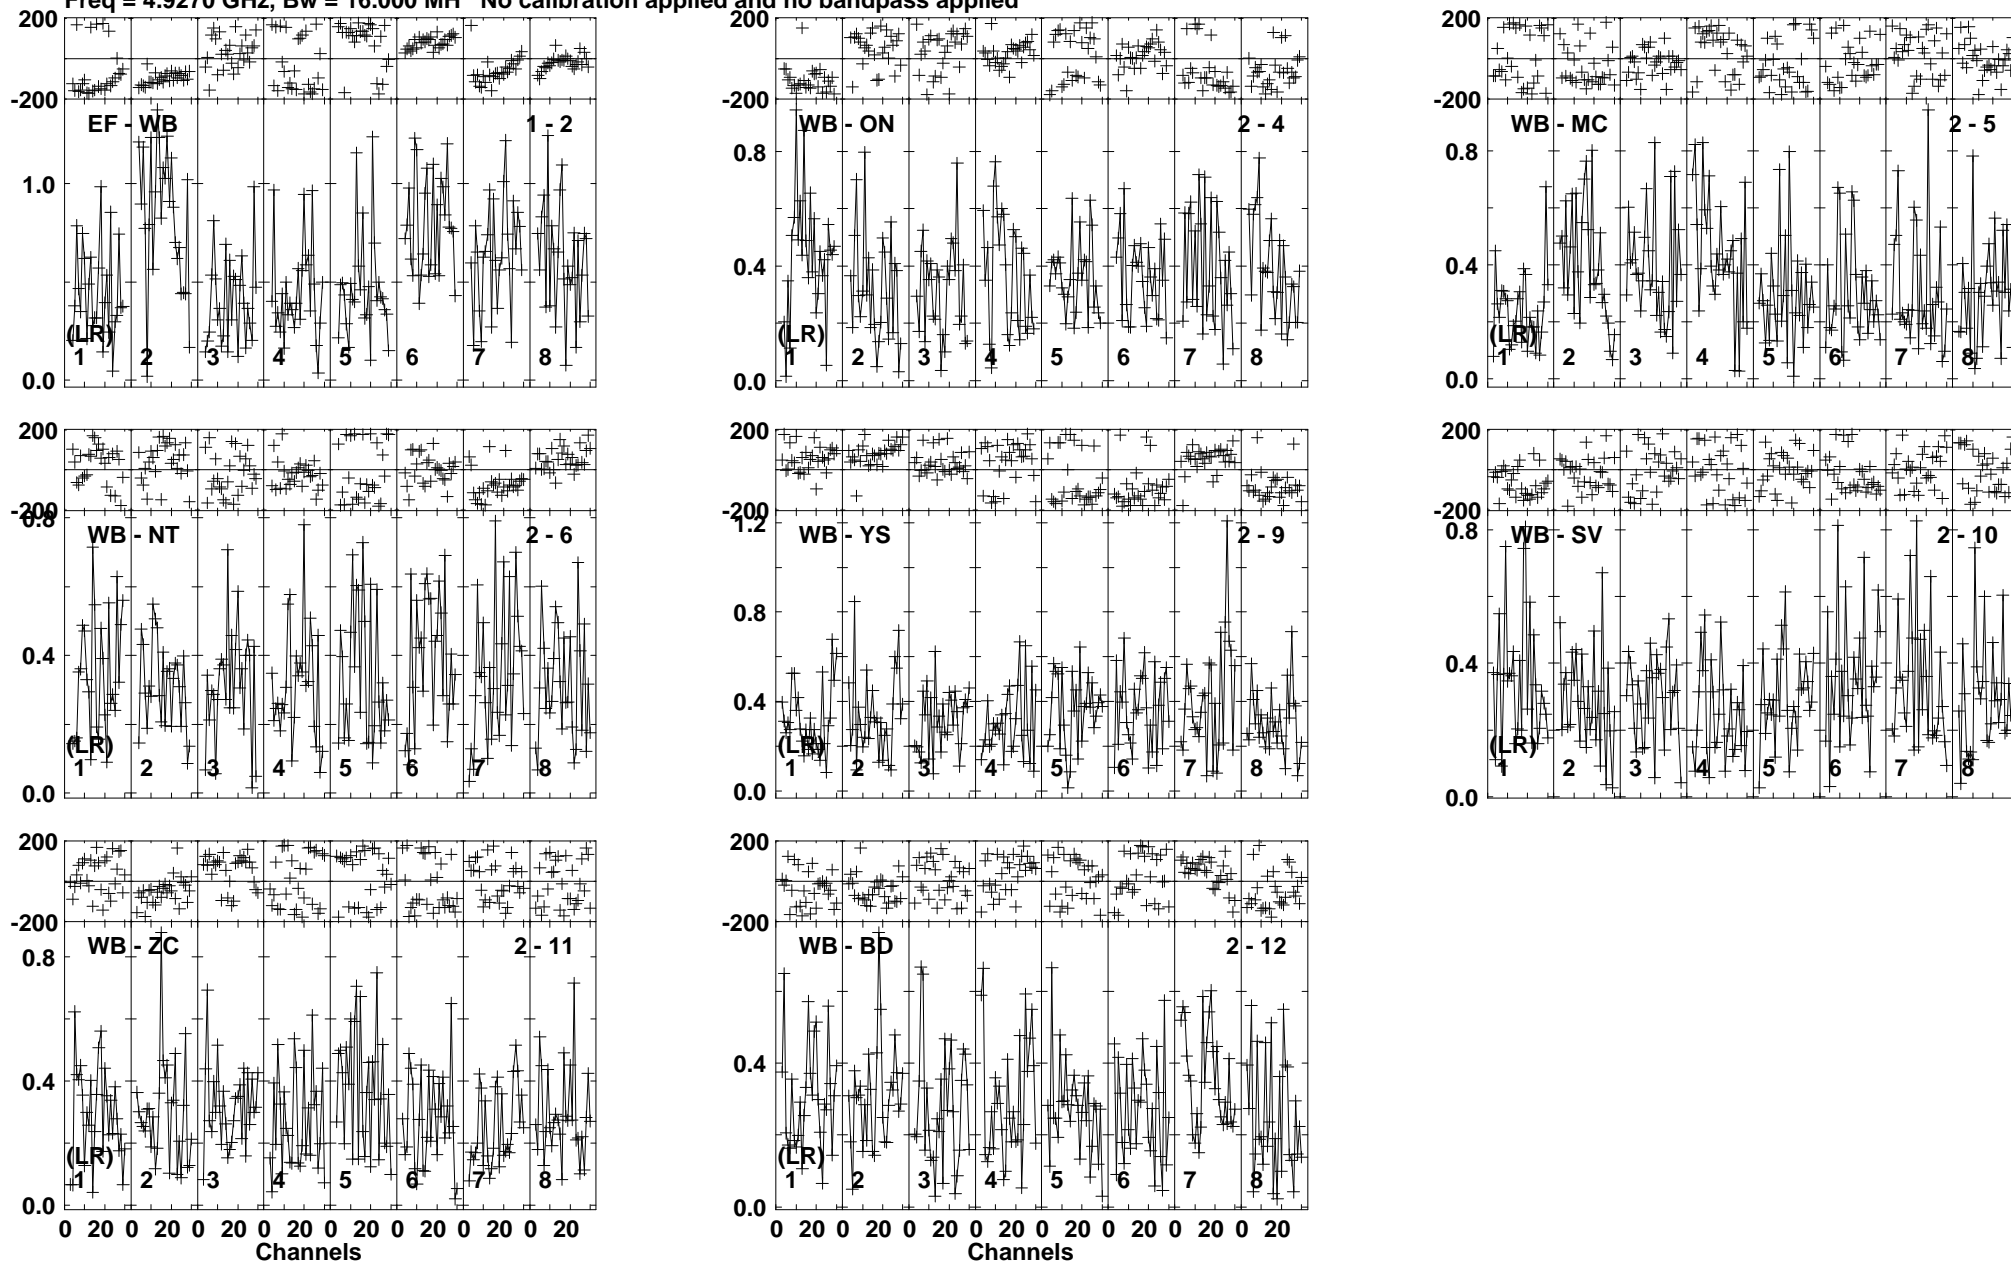 Freq = 4.9270 GHz, Bw = 16.000 MH No calibration applied and no bandpass applied
200 200 200
-200 -200 -200
EF - WB 1 - 2 WB - ON 2 - 4 WB - MC 2 - 5
0.8 0.8
1.0
0.4 0.4
(LR) (LR) (LR)
1 2 3 4 5 6 7 8 1 2 3 4 5 6 7 8 1 2 3 4 5 6 7 8
0.0 0.0 0.0
200 200 200
-200 -200 -200
0.8 1.2
WB - NT 2 - 6 WB - YS 2 - 9 WB - SV 2 - 10
0.8 0.8
0.4 0.4 0.4
(LR) (LR) (LR)
1 2 3 4 5 6 7 8 1 2 3 4 5 6 7 8 1 2 3 4 5 6 7 8
0.0 0.0 0.0
200 200
-200 -200
WB - ZC 2 - 11 WB - BD 2 - 12
0.8
0.4 0.4
(LR) (LR)
1 2 3 4 5 6 7 8 1 2 3 4 5 6 7 8
0.0 0.0
0 20 0 20 0 20 0 20 0 20 0 20 0 20 0 20 0 20 0 20 0 20 0 20 0 20 0 20 0 20 0 20
Channels Channels